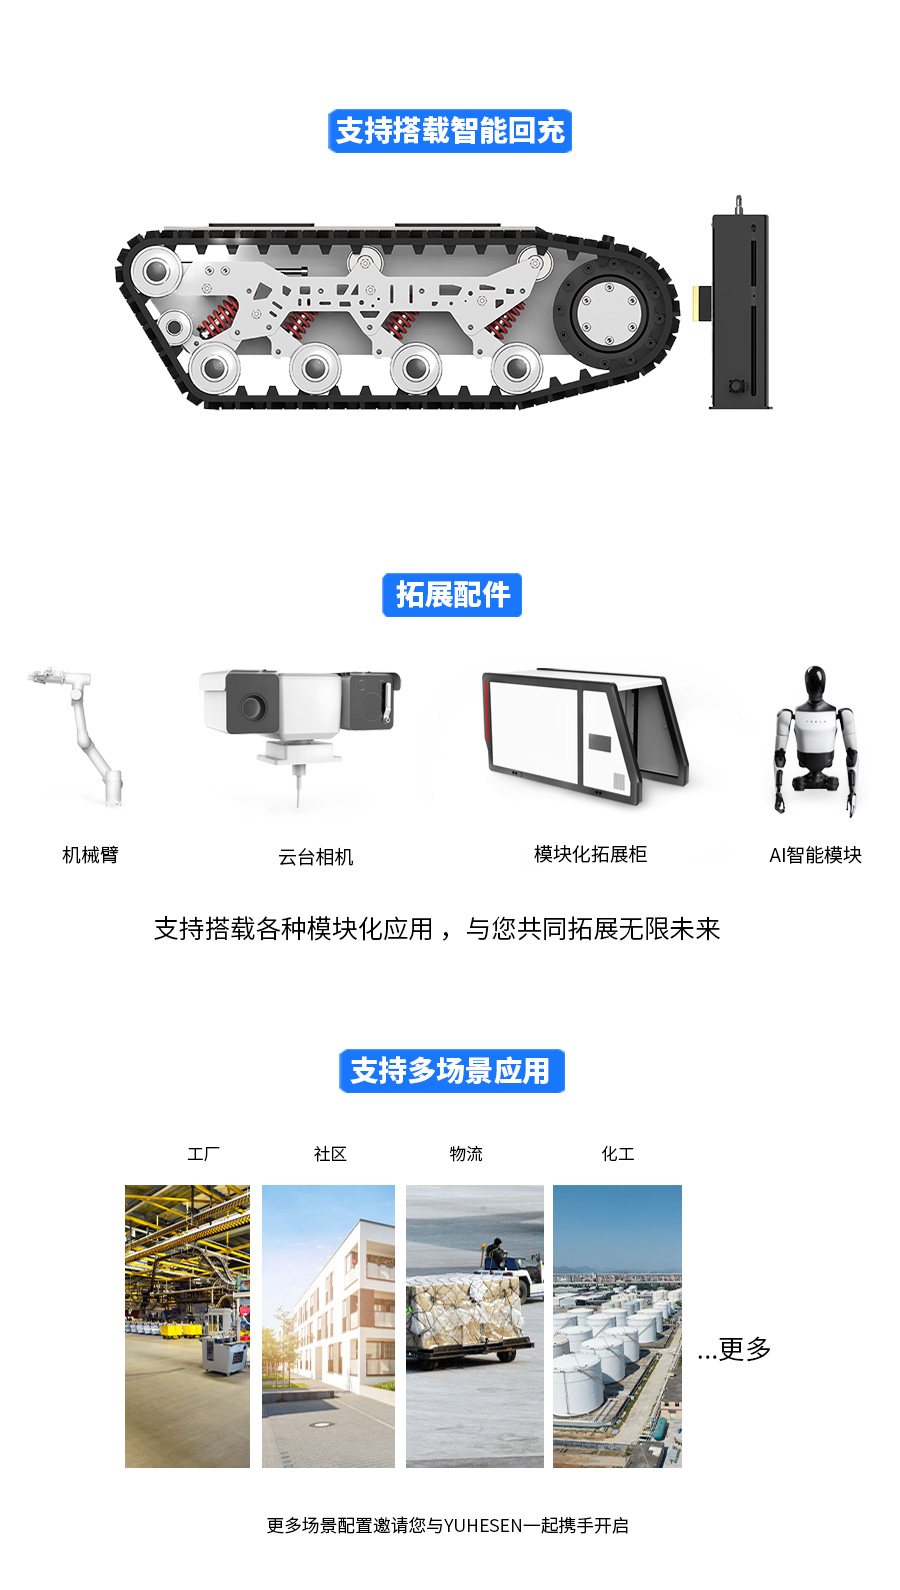 支持搭载智能回充
拓展配件
机械臂
云台相机
模块化拓展柜
AI智能模块
支持搭载各种模块化应用，与您共同拓展无限未来
支持多场景应用
工厂
社区
物流
化工
...更多
更多场景配置邀请您与YUHESEN一起携手开启